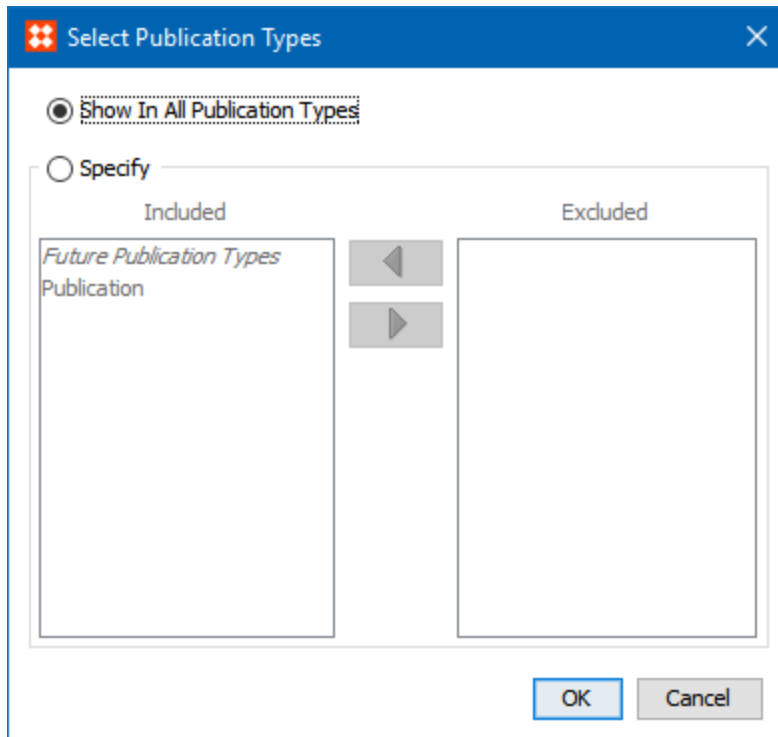 Select Publication Types
Show In All Publication Types
Specify
Included
Excluded
Future Publication Types
Publication
OK
Cancel